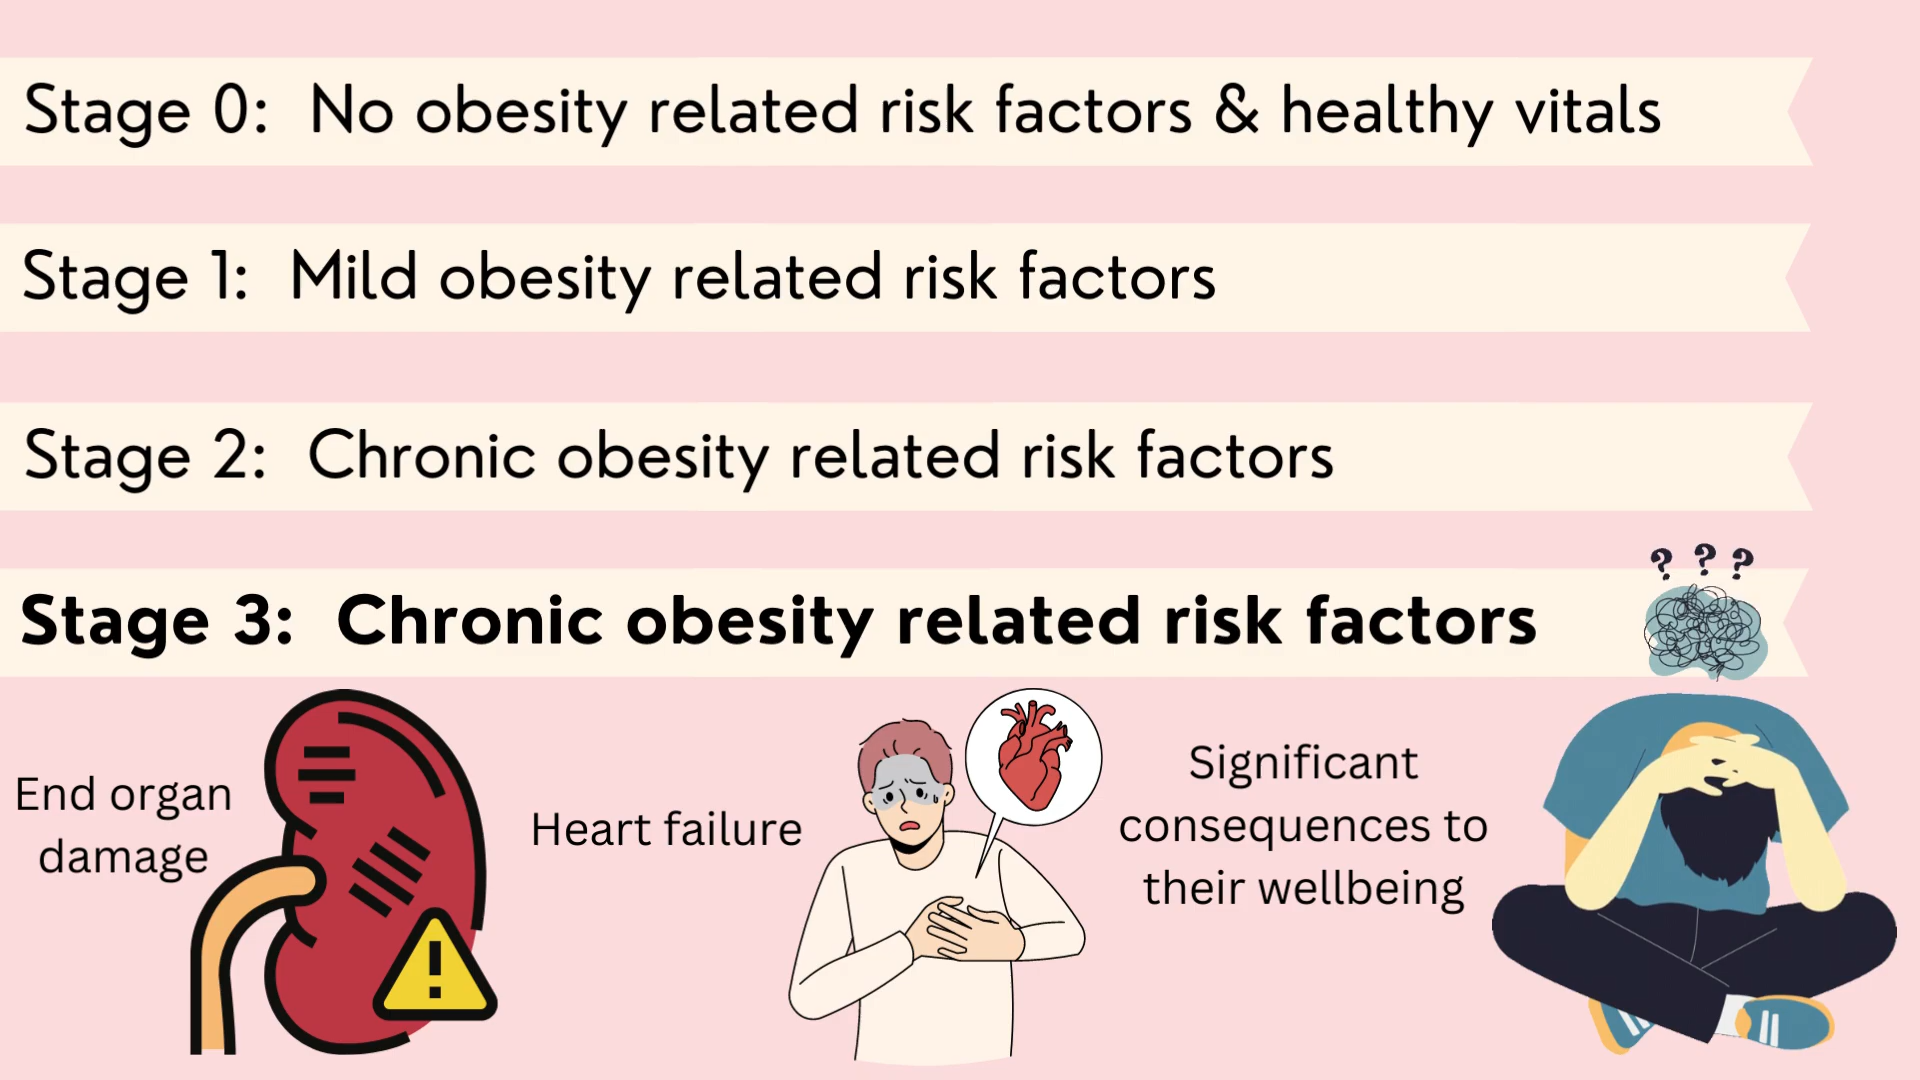 Stage 0: No obesity related risk factors & healthy vitals
Stage 1: Mild obesity related risk factors
Stage 2: Chronic obesity related risk factors
? ? ?
Stage 3: Chronic obesity related risk factors
End organ
damage
Heart failure
Significant
consequences to
their wellbeing